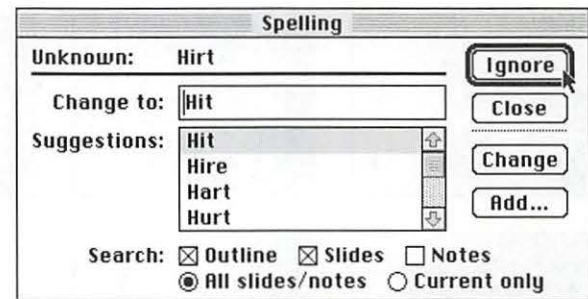 Spelling
Unknown: Hirt
Ignore
Change to: Hit
Close
Suggestions: Hit
Hire
Hart
Hurt
Change
Add...
Search: Outline Slides Notes
All slides/notes Current only